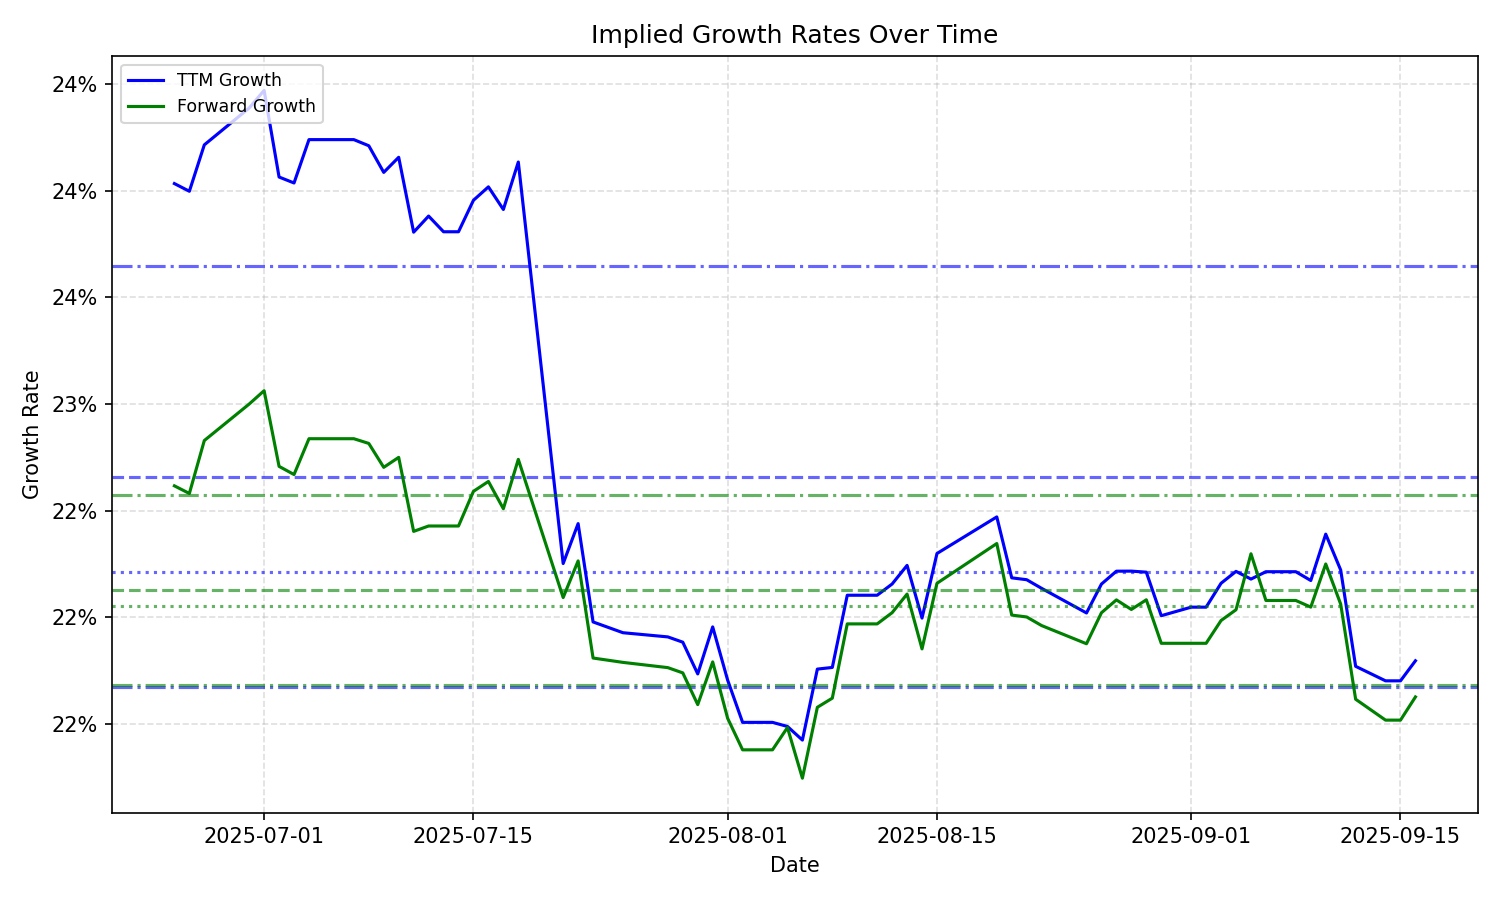 Implied Growth Rates Over Time
TTM Growth
Forward Growth
24%
24%
24%
23%
22%
22%
22%
Growth Rate
2025-07-01
2025-07-15
2025-08-01
2025-08-15
2025-09-01
2025-09-15
Date